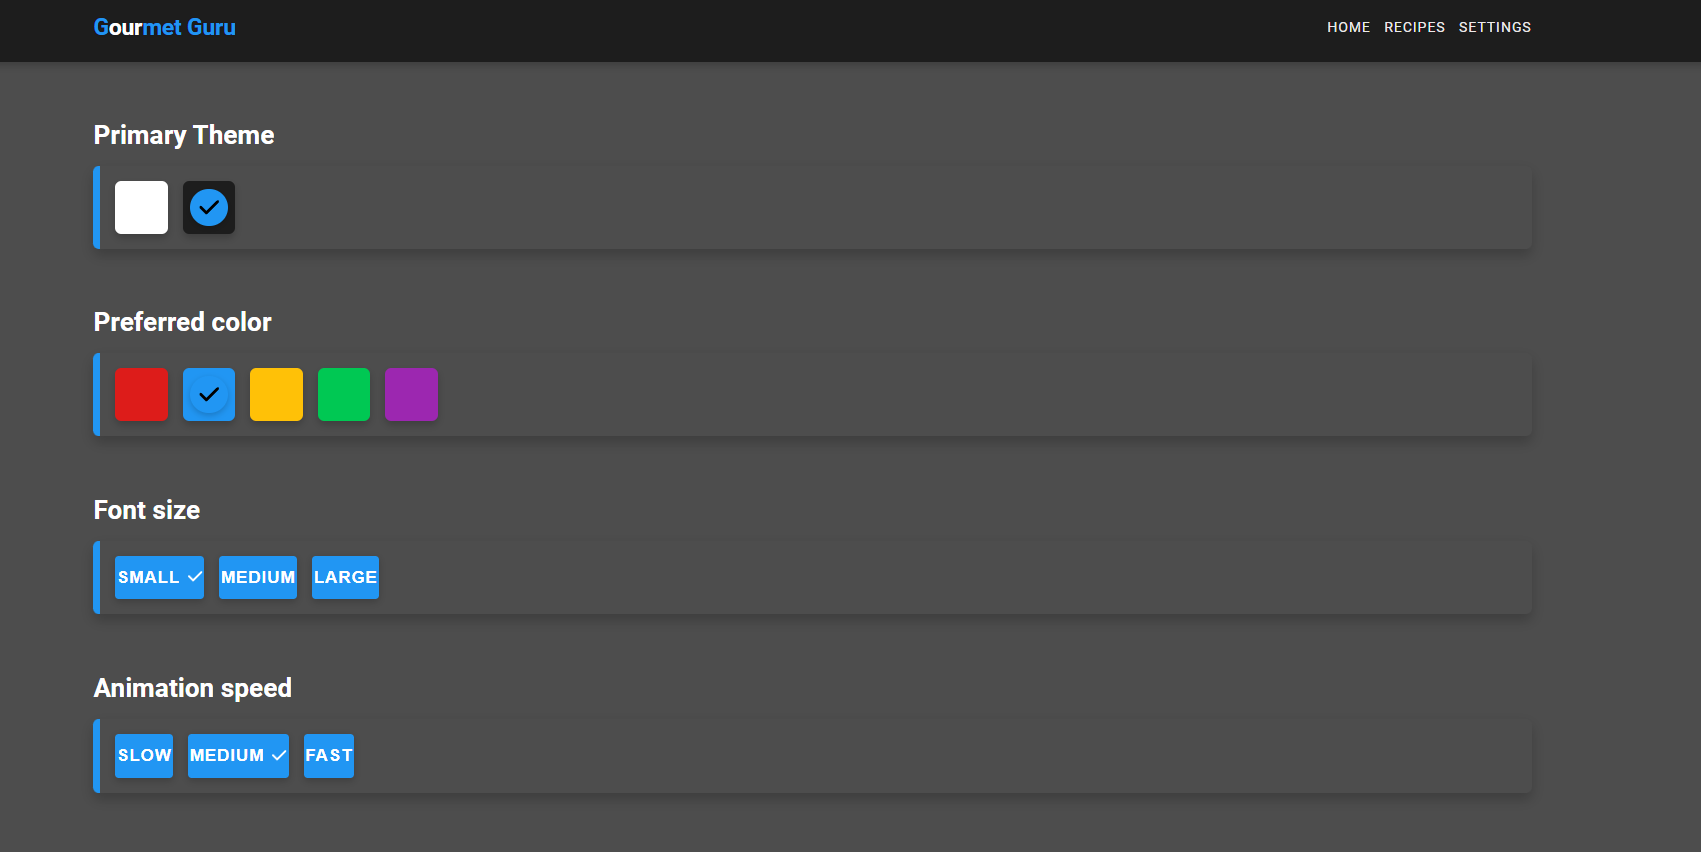 Gourmet Guru
HOME RECIPES SETTINGS
Primary Theme
Preferred color
Font size
SMALL MEDIUM LARGE
Animation speed
SLOW MEDIUM FAST